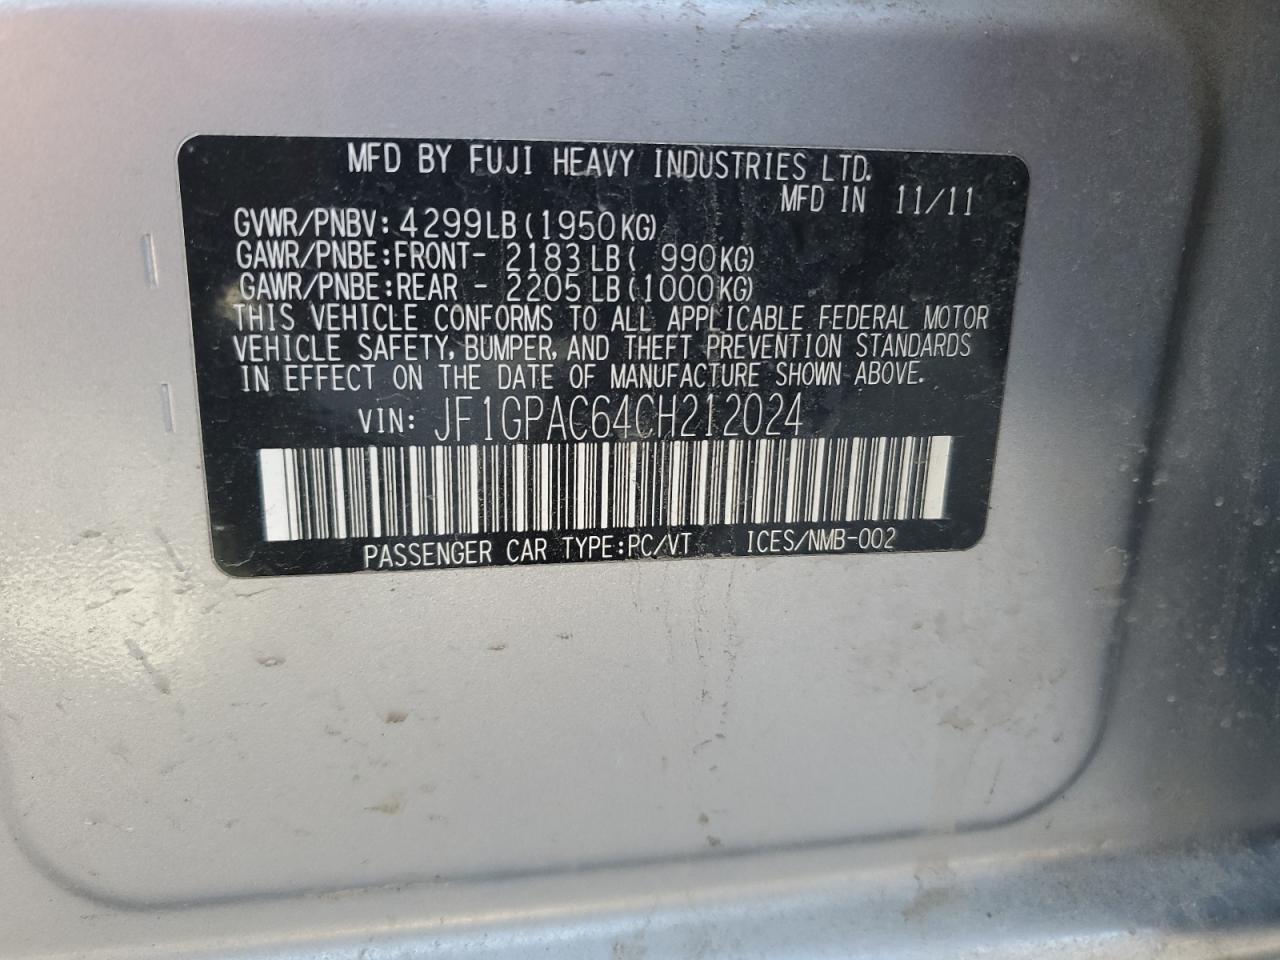 MFD BY FUJI HEAVY INDUSTRIES LTD.
MFD IN 11/11
GVWR/PNBV: 4299LB(1950KG)
GAWR/PNBE:FRONT- 2183LB( 990KG)
GAWR/PNBE:REAR - 2205LB(1000KG)
THIS VEHICLE CONFORMS TO ALL APPLICABLE FEDERAL MOTOR
VEHICLE SAFETY, BUMPER, AND THEFT PREVENTION STANDARDS
IN EFFECT ON THE DATE OF MANUFACTURE SHOWN ABOVE.
VIN: JF1GPAC64CH212024
PASSENGER CAR TYPE:PC/VT ICES/NMB-002